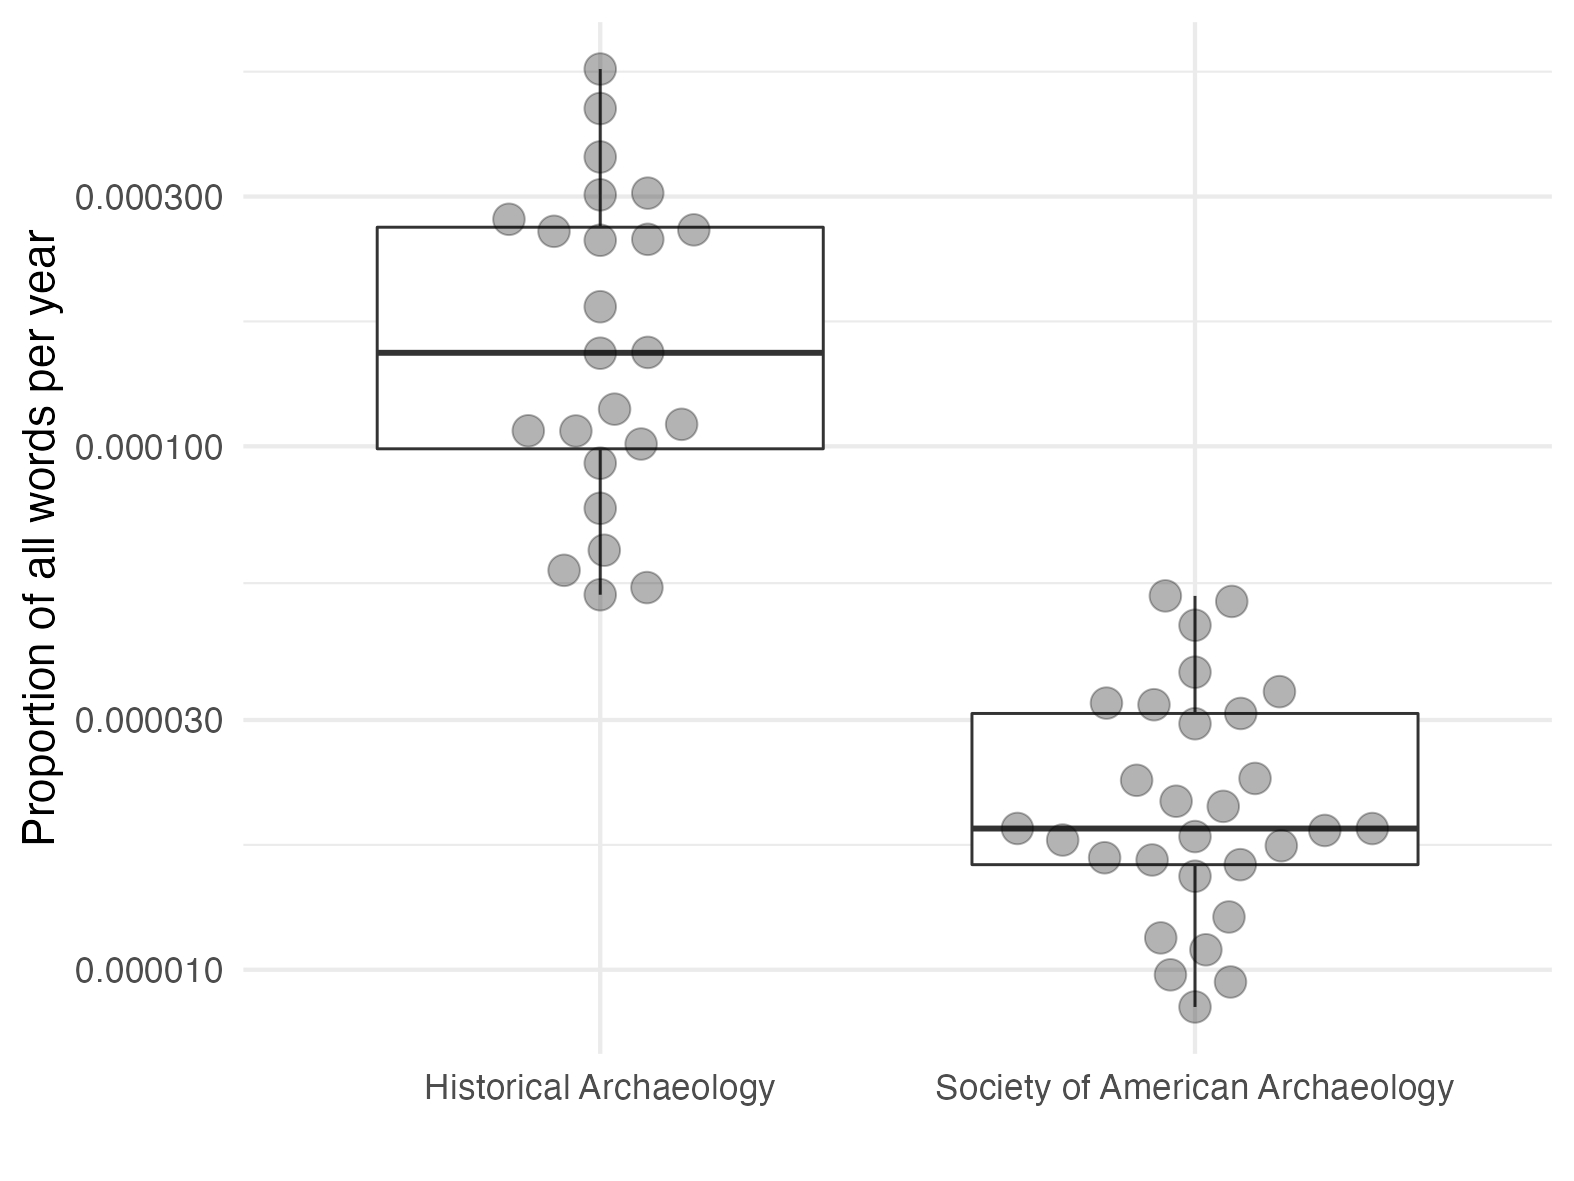 Proportion of all words per year
0.000300
0.000100
0.000030
0.000010
Historical Archaeology
Society of American Archaeology